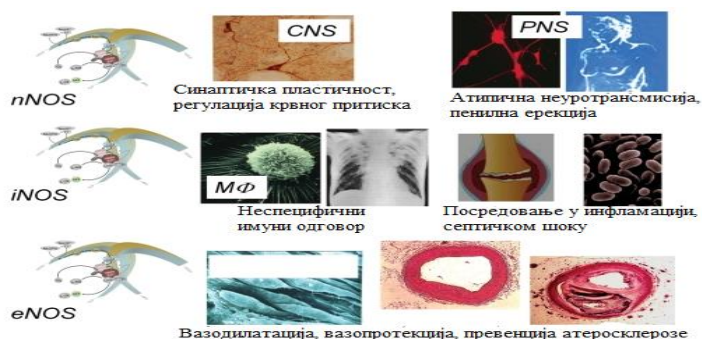 CNS
PNS
nNOS
Синаптичка пластичност,
регулација крвног притиска
Атипична неуротрансмисија,
пенилна ерекција
iNOS
МФ
Неспецифични
имуни одговор
Посредовање у инфламацији,
септичком шоку
eNOS
Вазодилатација, вазопротекција, превенција атеросклерозе